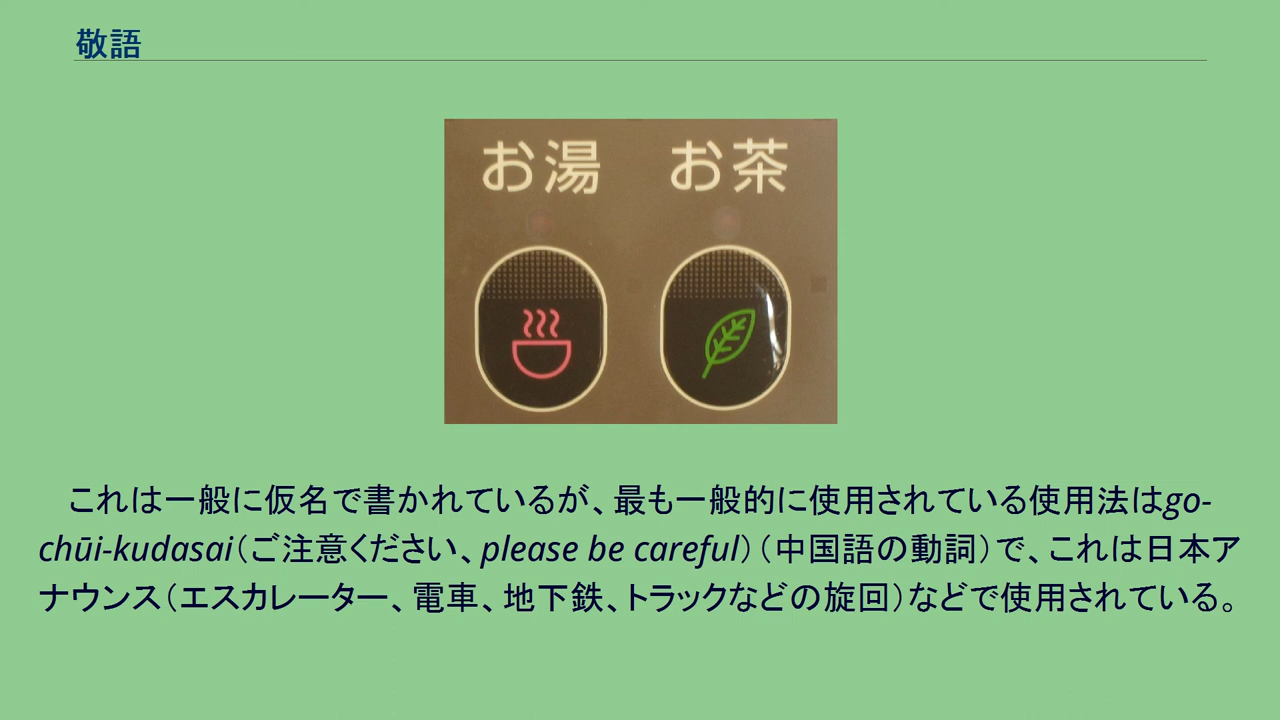 敬語
お湯 お茶
これは一般に仮名で書かれているが、最も一般的に使用されている使用法はgo-
chūi-kudasai（ご注意ください、please be careful）（中国語の動詞）で、これは日本ア
ナウンス（エスカレーター、電車、地下鉄、トラックなどの旋回）などで使用されている。